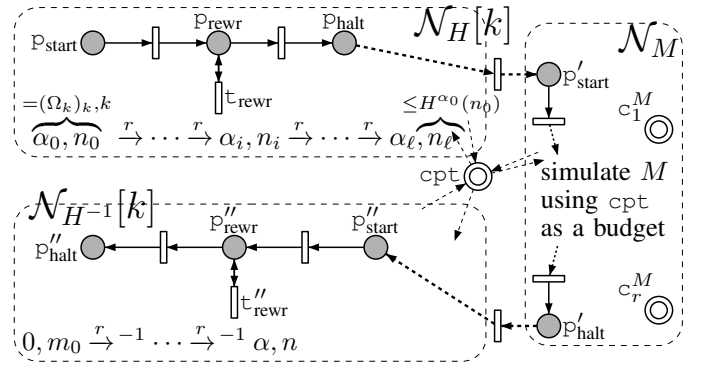 𝒩_H[k]
p_start p_rewr p_halt
t_rewr
=(Ω_k)_k, k ≤H^{α_0}(n_0)
α_0, n_0 →^r ⋯ →^r α_i, n_i →^r ⋯ →^r α_ℓ, n_ℓ
𝒩_M
p′_start
c_1^M
cpt
simulate M
using cpt
as a budget
c_r^M
p′_halt
𝒩_{H^{-1}}[k]
p″_halt p″_rewr p″_start
t″_rewr
0, m_0 →^r ^{-1} ⋯ →^r ^{-1} α, n